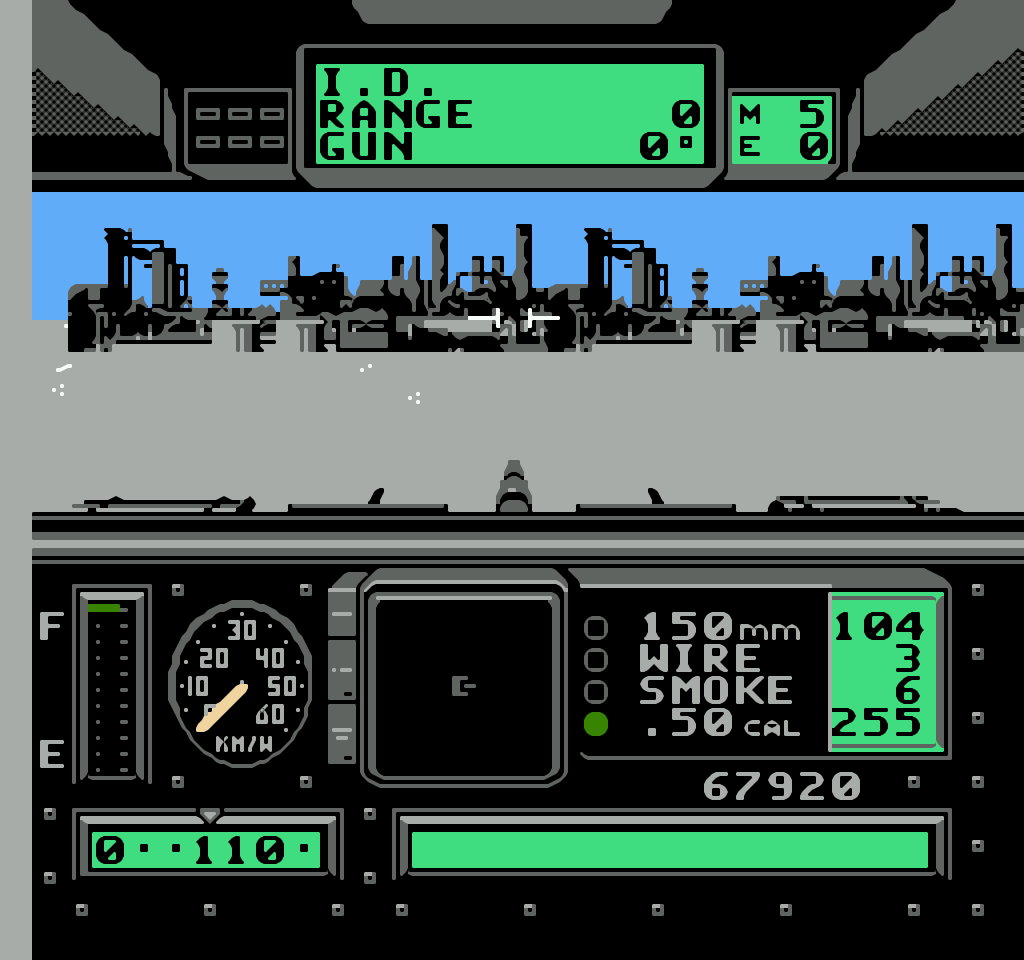 I.D.
RANGE 0
GUN 0°
M 5
E 0
F
E
30
20 40
10 50
0 60
KM/W
150mm 104
WIRE 3
SMOKE 6
.50 CAL 255
67920
0··110·